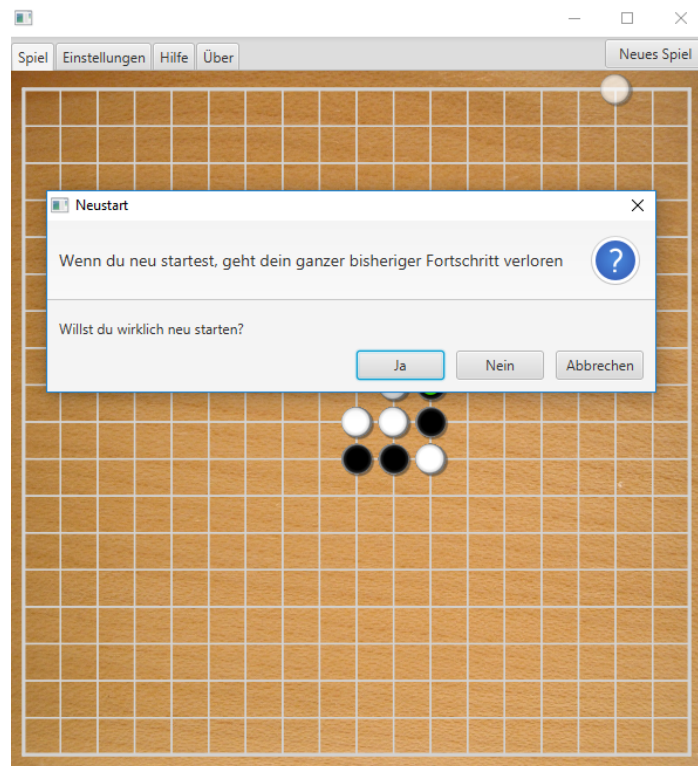 Spiel Einstellungen Hilfe Über Neues Spiel
Neustart
Wenn du neu startest, geht dein ganzer bisheriger Fortschritt verloren
?
Willst du wirklich neu starten?
Ja Nein Abbrechen